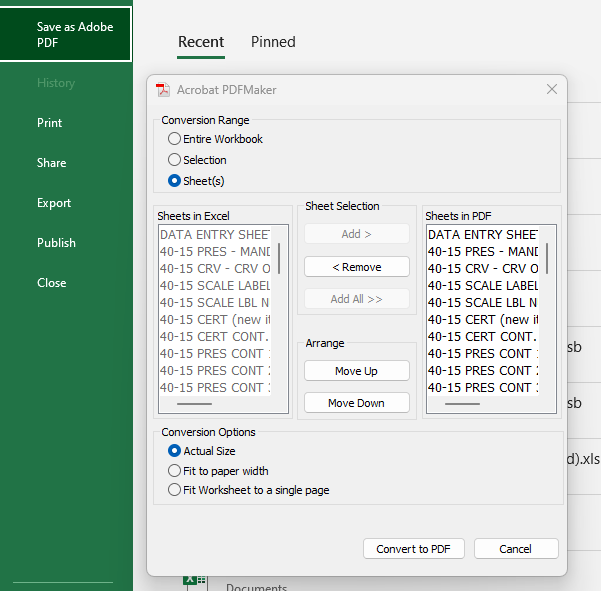 Save as Adobe
PDF
History
Print
Share
Export
Publish
Close
Recent Pinned
Acrobat PDFMaker
Conversion Range
Entire Workbook
Selection
Sheet(s)
Sheets in Excel
DATA ENTRY SHEET
40-15 PRES - MAND
40-15 CRV - CRV O
40-15 SCALE LABEL
40-15 SCALE LBL N
40-15 CERT (new it
40-15 CERT CONT.
40-15 PRES CONT 1
40-15 PRES CONT 2
40-15 PRES CONT 3
Sheet Selection
Add >
< Remove
Add All >>
Arrange
Move Up
Move Down
Sheets in PDF
DATA ENTRY SHEET
40-15 PRES - MAND
40-15 CRV - CRV O
40-15 SCALE LABEL
40-15 SCALE LBL N
40-15 CERT (new it
40-15 CERT CONT.
40-15 PRES CONT 1
40-15 PRES CONT 2
40-15 PRES CONT 3
Conversion Options
Actual Size
Fit to paper width
Fit Worksheet to a single page
Convert to PDF
Cancel
sb
sb
d).xls
Documents